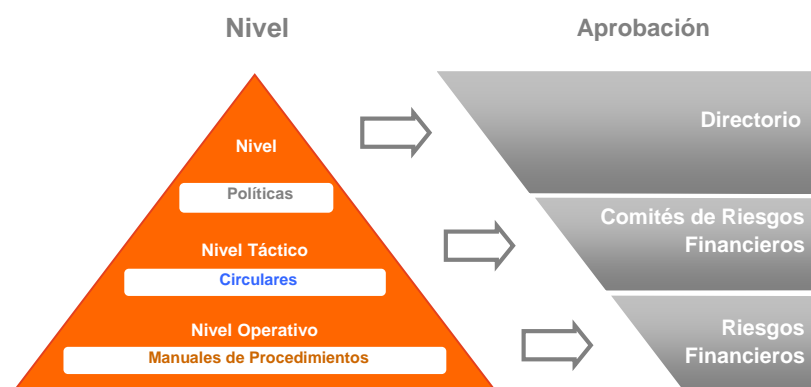 Nivel
Aprobación
Nivel
Políticas
Directorio
Nivel Táctico
Circulares
Comités de Riesgos
Financieros
Nivel Operativo
Manuales de Procedimientos
Riesgos
Financieros